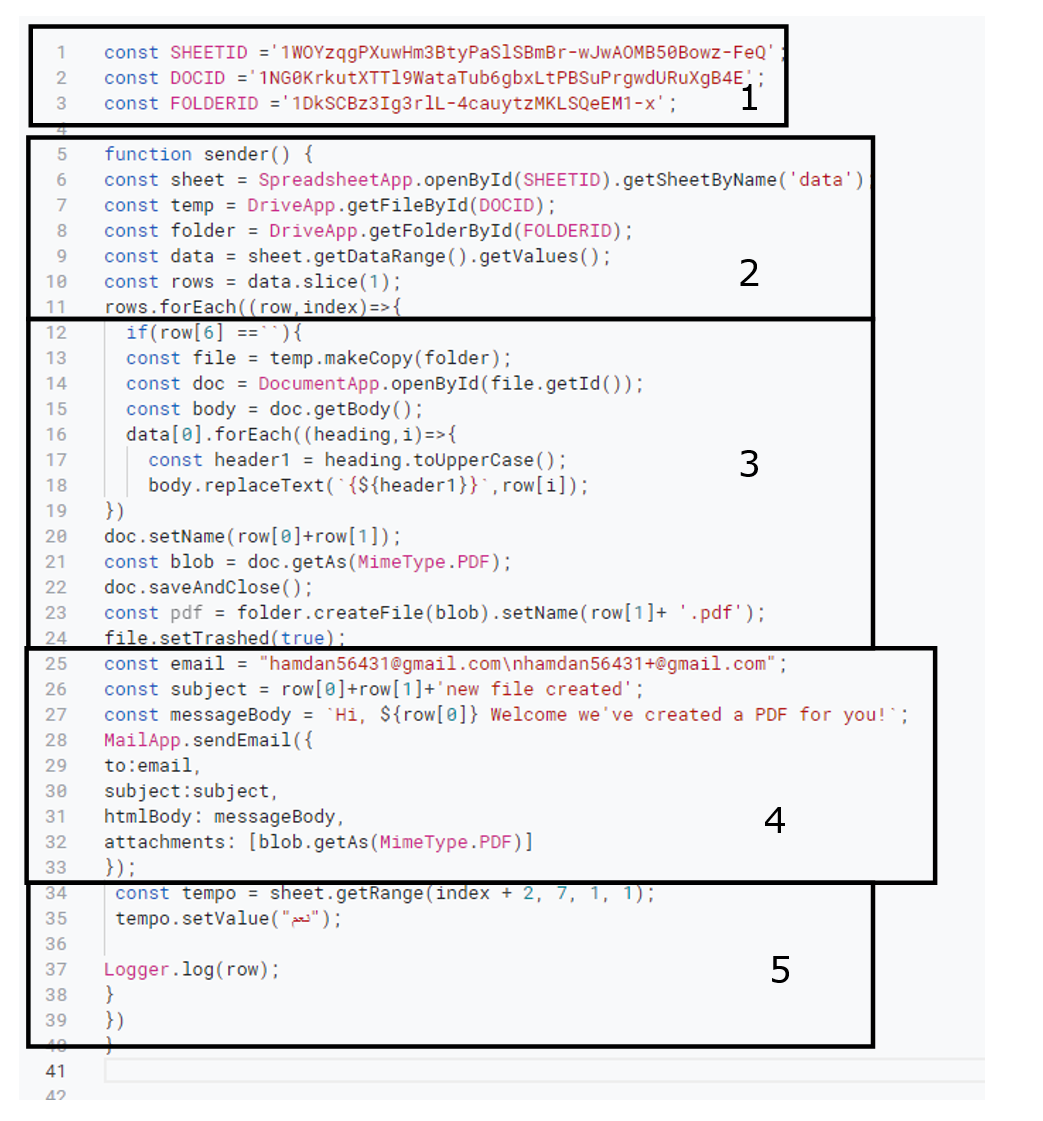 1 const SHEETID ='1WOYzqgPXuwHm3BtyPaSlSBmBr-wJwAOMB50Bowz-FeQ';
2 const DOCID ='1NG0KrkutXTTl9WataTub6gbxLtPBSuPrgwdURuXgB4E';
3 const FOLDERID ='1DkSCBz3Ig3rlL-4cauytzMKLSQeEM1-x';
1
4
5 function sender() {
6 const sheet = SpreadsheetApp.openById(SHEETID).getSheetByName('data');
7 const temp = DriveApp.getFileById(DOCID);
8 const folder = DriveApp.getFolderById(FOLDERID);
9 const data = sheet.getDataRange().getValues();
2
10 const rows = data.slice(1);
11 rows.forEach((row,index)=>{
12 if(row[6] ==``){
13 const file = temp.makeCopy(folder);
14 const doc = DocumentApp.openById(file.getId());
15 const body = doc.getBody();
16 data[0].forEach((heading,i)=>{
17 const header1 = heading.toUpperCase();
3
18 body.replaceText(`{${header1}}`,row[i]);
19 })
20 doc.setName(row[0]+row[1]);
21 const blob = doc.getAs(MimeType.PDF);
22 doc.saveAndClose();
23 const pdf = folder.createFile(blob).setName(row[1]+ '.pdf');
24 file.setTrashed(true);
25 const email = "hamdan56431@gmail.com\nhamdan56431+@gmail.com";
26 const subject = row[0]+row[1]+'new file created';
27 const messageBody = `Hi, ${row[0]} Welcome we've created a PDF for you!`;
28 MailApp.sendEmail({
29 to:email,
30 subject:subject,
31 htmlBody: messageBody,
4
32 attachments: [blob.getAs(MimeType.PDF)]
33 });
34 const tempo = sheet.getRange(index + 2, 7, 1, 1);
35 tempo.setValue("نعم");
36
37 Logger.log(row);
5
38 }
39 })
40 }
41
42